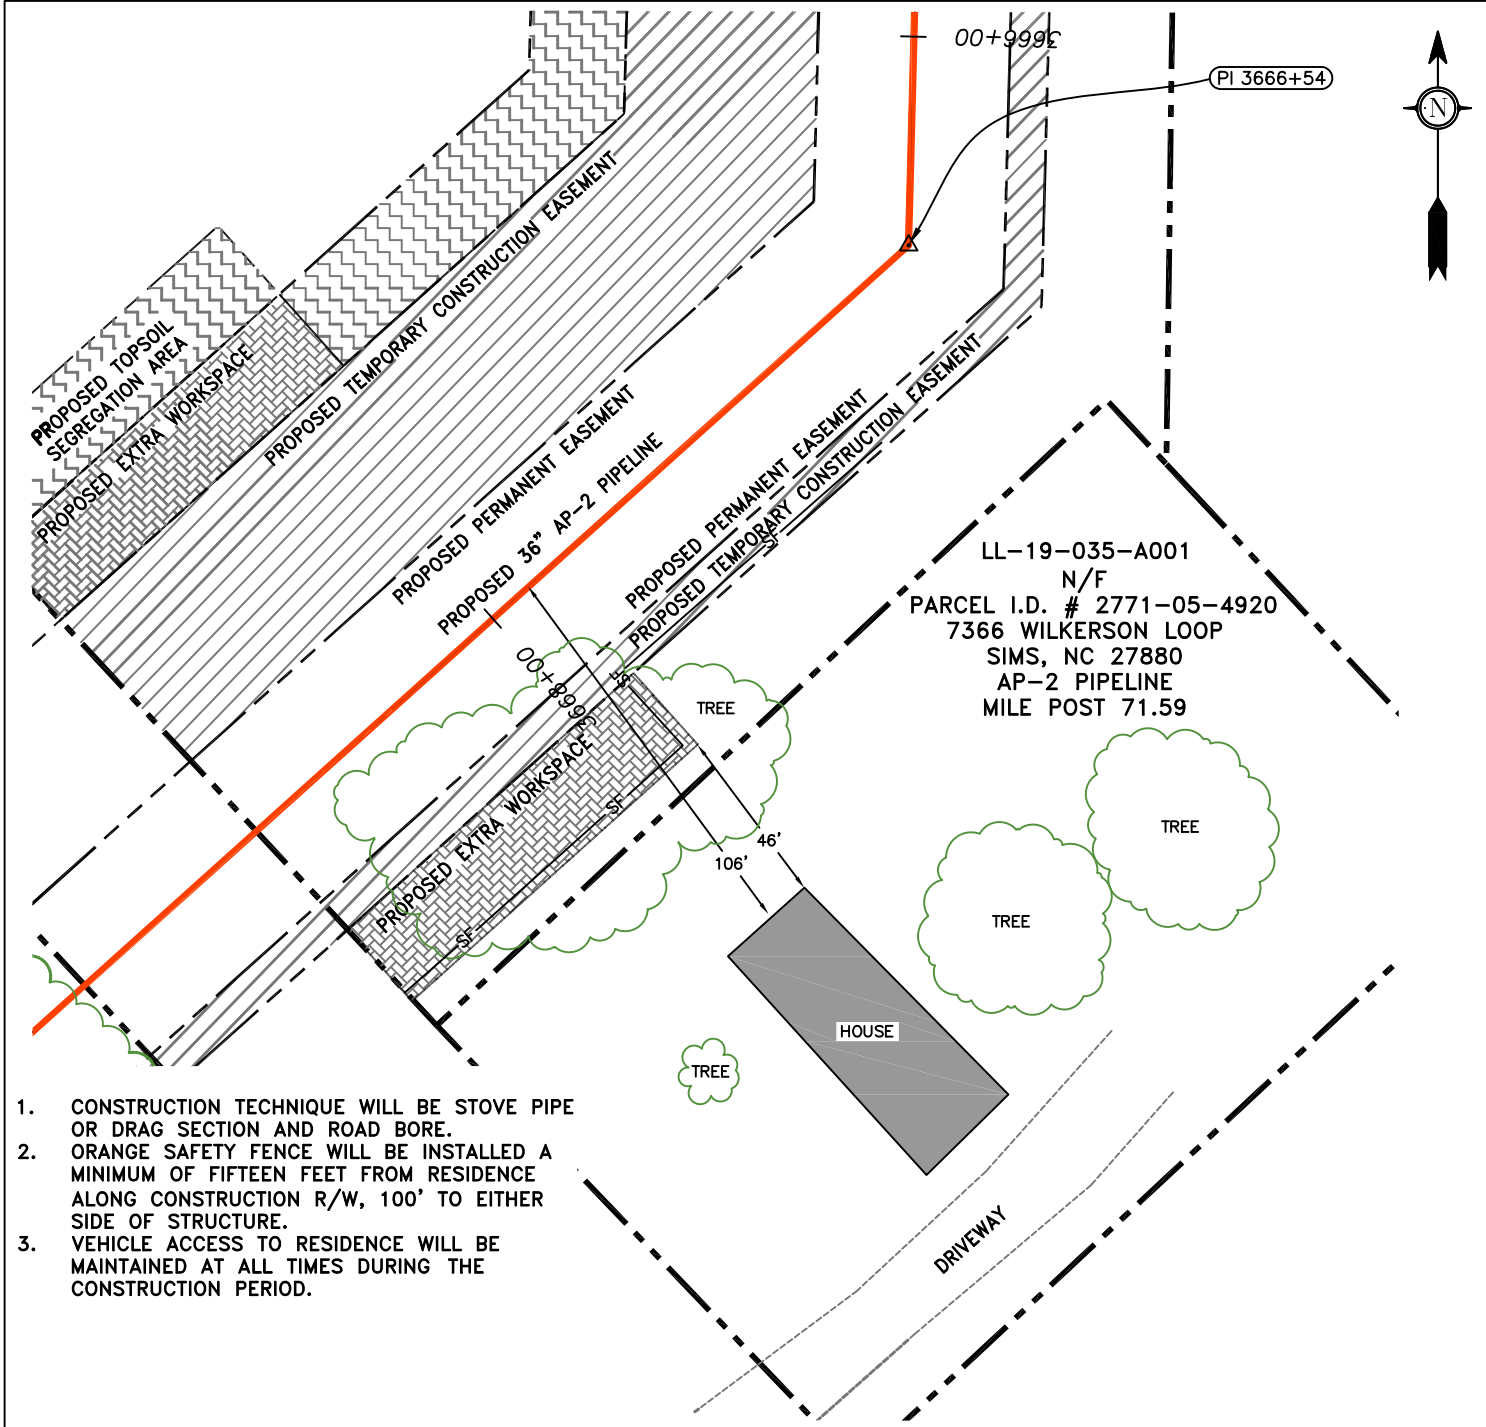 3666+00
PI 3666+54
N
PROPOSED TEMPORARY CONSTRUCTION EASEMENT
PROPOSED TOPSOIL
SEGREGATION AREA
PROPOSED EXTRA WORKSPACE
PROPOSED PERMANENT EASEMENT
PROPOSED 36" AP-2 PIPELINE
PROPOSED PERMANENT EASEMENT
PROPOSED TEMPORARY CONSTRUCTION EASEMENT
SF
LL-19-035-A001
N/F
PARCEL I.D. # 2771-05-4920
7366 WILKERSON LOOP
SIMS, NC 27880
AP-2 PIPELINE
MILE POST 71.59
3668+00
SF
TREE
PROPOSED EXTRA WORKSPACE
SF
SF
46'
106'
TREE
TREE
HOUSE
TREE
DRIVEWAY
1. CONSTRUCTION TECHNIQUE WILL BE STOVE PIPE
OR DRAG SECTION AND ROAD BORE.
2. ORANGE SAFETY FENCE WILL BE INSTALLED A
MINIMUM OF FIFTEEN FEET FROM RESIDENCE
ALONG CONSTRUCTION R/W, 100' TO EITHER
SIDE OF STRUCTURE.
3. VEHICLE ACCESS TO RESIDENCE WILL BE
MAINTAINED AT ALL TIMES DURING THE
CONSTRUCTION PERIOD.